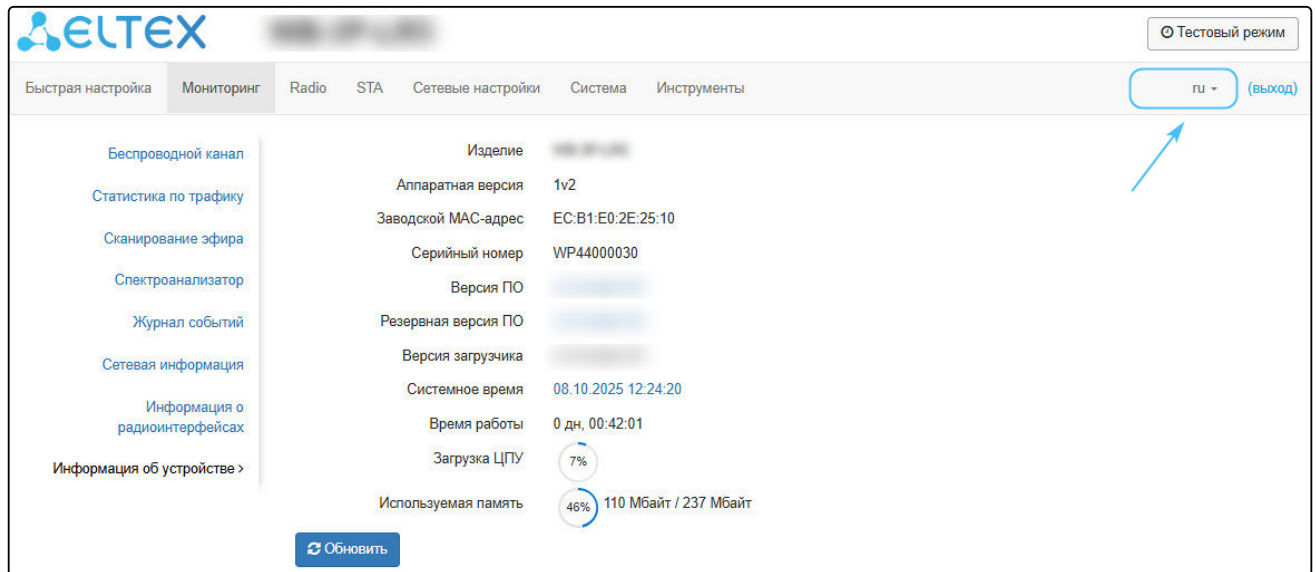 ELTEX
Тестовый режим
Быстрая настройка Мониторинг Radio STA Сетевые настройки Система Инструменты ru (выход)
Беспроводной канал
Статистика по трафику
Сканирование эфира
Спектроанализатор
Журнал событий
Сетевая информация
Информация о
радиоинтерфейсах
Информация об устройстве >
Изделие
Аппаратная версия 1v2
Заводской MAC-адрес EC:B1:E0:2E:25:10
Серийный номер WP44000030
Версия ПО
Резервная версия ПО
Версия загрузчика
Системное время 08.10.2025 12:24:20
Время работы 0 дн, 00:42:01
Загрузка ЦПУ 7%
Используемая память 46% 110 Мбайт / 237 Мбайт
Обновить